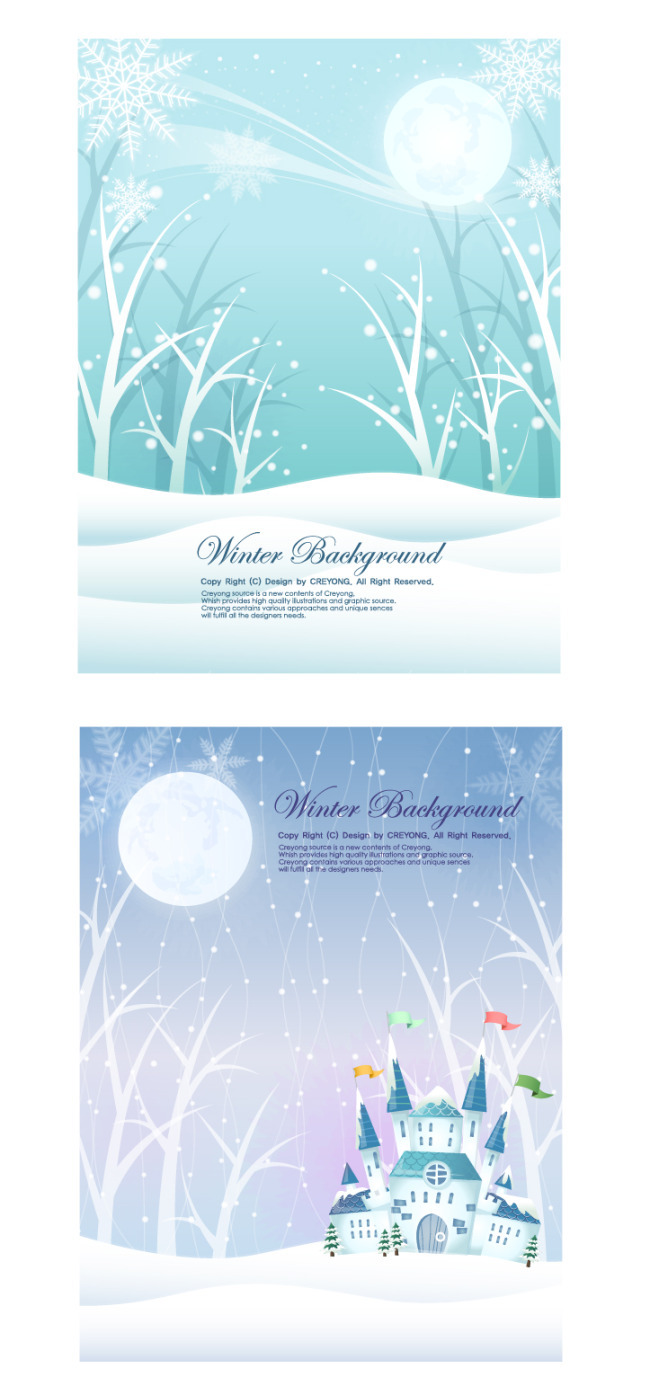 Winter Background
Copy Right (C) Design by CREYONG. All Right Reserved.
Creyong source is a new contents of Creyong,
Whish provides high quality illustrations and graphic source.
Creyong contains various approaches and unique sences
will fulfill all the designers needs.
Winter Background
Copy Right (C) Design by CREYONG. All Right Reserved.
Creyong source is a new contents of Creyong.
Whish provides high quality illustrations and graphic source.
Creyong contains various approaches and unique sences
will fulfill all the designers needs.